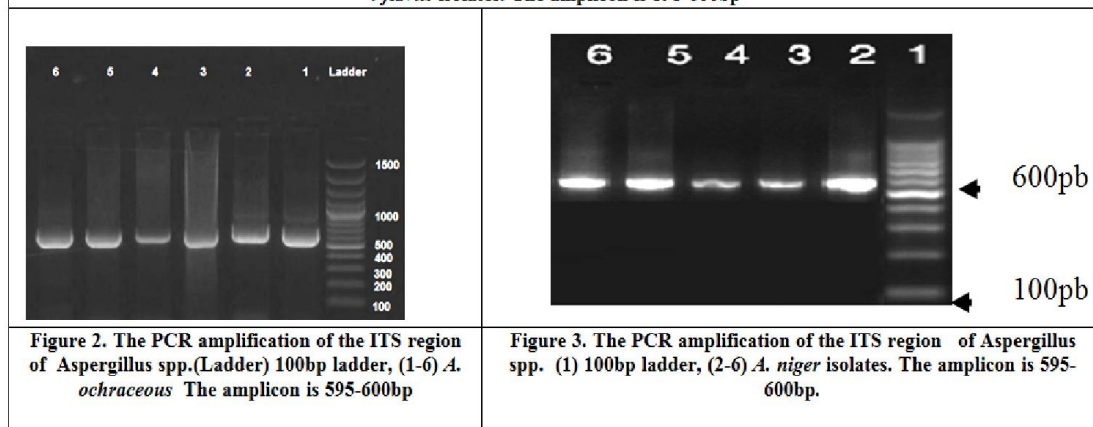 6 5 4 3 2 1 Ladder
1500
1000
500
400
300
200
100
6 5 4 3 2 1
600pb
100pb
Figure 2. The PCR amplification of the ITS region
of Aspergillus spp.(Ladder) 100bp ladder, (1-6) A.
ochraceous The amplicon is 595-600bp
Figure 3. The PCR amplification of the ITS region of Aspergillus
spp. (1) 100bp ladder, (2-6) A. niger isolates. The amplicon is 595-
600bp.